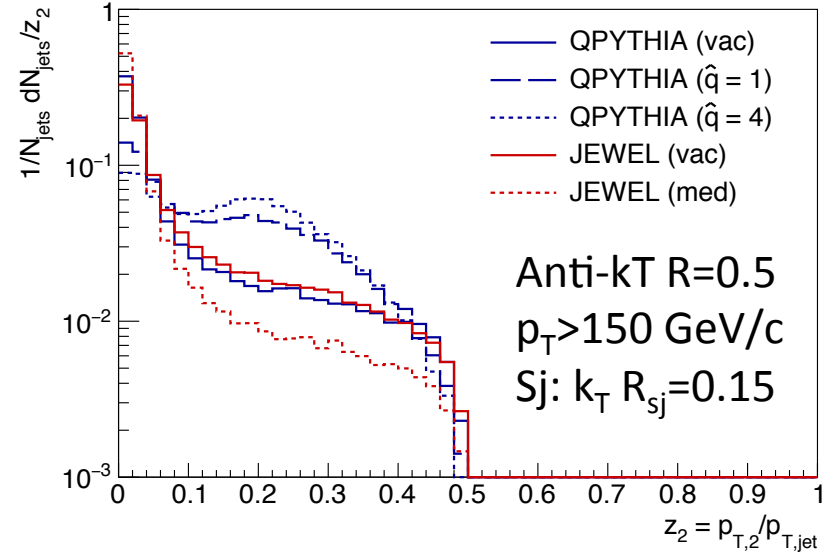 1/N_jets dN_jets/z_2
1
10^-1
10^-2
10^-3
QPYTHIA (vac)
QPYTHIA (q̂ = 1)
QPYTHIA (q̂ = 4)
JEWEL (vac)
JEWEL (med)
Anti-kT R=0.5
p_T>150 GeV/c
Sj: k_T R_sj=0.15
0 0.1 0.2 0.3 0.4 0.5 0.6 0.7 0.8 0.9 1
z_2 = p_T,2/p_T,jet